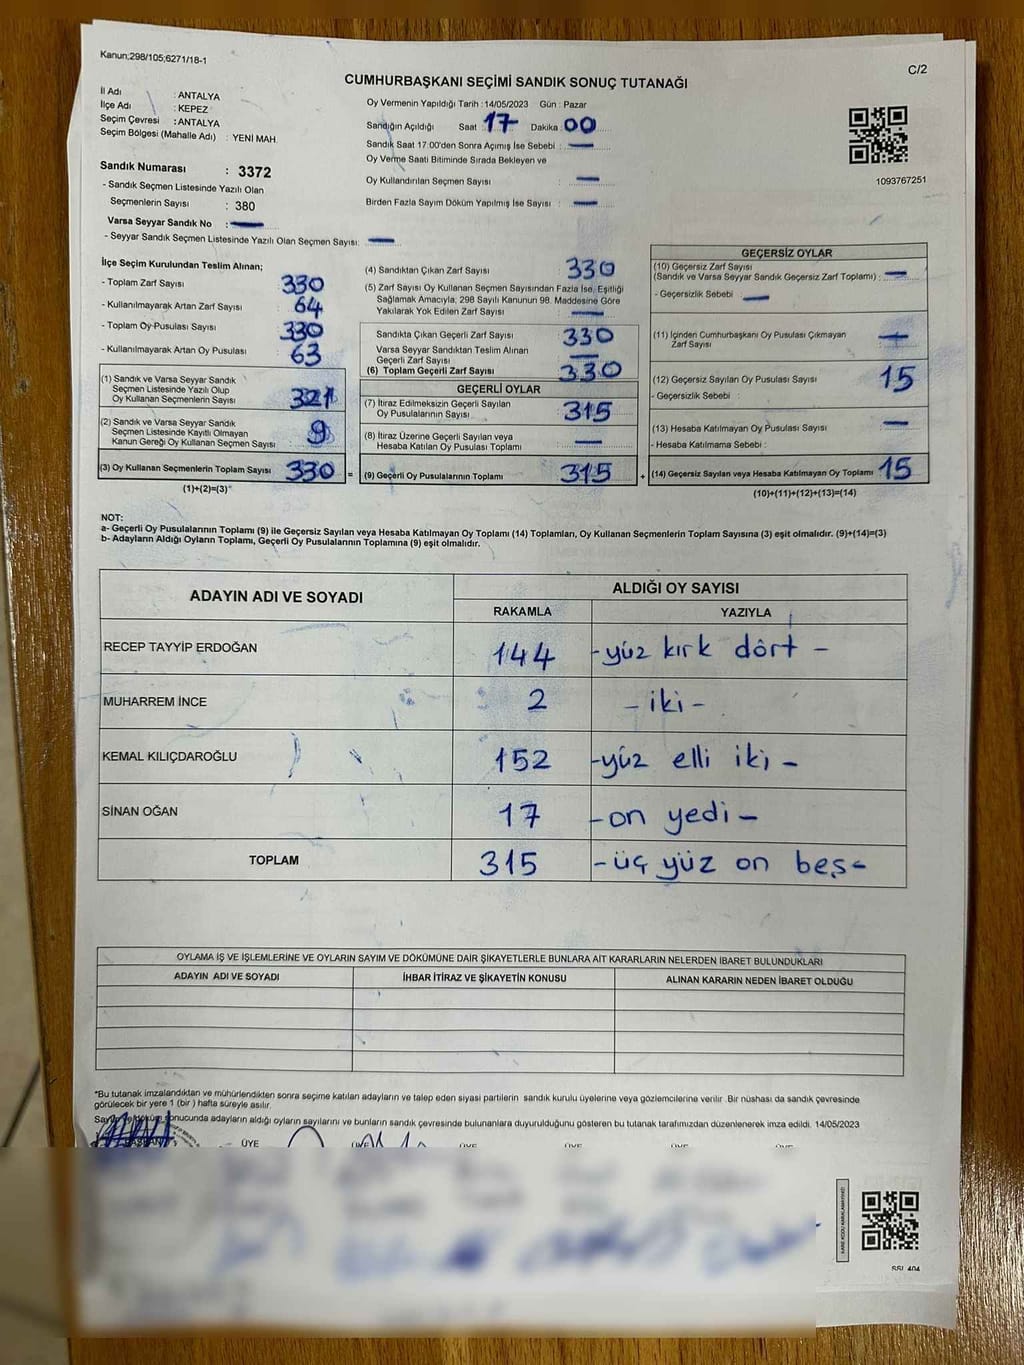 Kanun;298/105;6271/18-1
C/2
CUMHURBAŞKANI SEÇİMİ SANDIK SONUÇ TUTANAĞI
İl Adı : ANTALYA
İlçe Adı : KEPEZ
Seçim Çevresi : ANTALYA
Seçim Bölgesi (Mahalle Adı) : YENİ MAH.
Sandık Numarası : 3372
- Sandık Seçmen Listesinde Yazılı Olan
Seçmenlerin Sayısı : 380
Varsa Seyyar Sandık No : —
- Seyyar Sandık Seçmen Listesinde Yazılı Olan Seçmen Sayısı: —
Oy Vermenin Yapıldığı Tarih : 14/05/2023 Gün : Pazar
Sandığın Açıldığı Saat : 17 Dakika : 00
Sandık Saat 17.00'den Sonra Açımış İse Sebebi : —
Oy Verme Saati Bitiminde Sırada Bekleyen ve
Oy Kullandırılan Seçmen Sayısı : —
Birden Fazla Sayım Döküm Yapılmış İse Sayısı : —
1093767251
İlçe Seçim Kurulundan Teslim Alınan;
- Toplam Zarf Sayısı 330
- Kullanılmayarak Artan Zarf Sayısı 64
- Toplam Oy Pusulası Sayısı 330
- Kullanılmayarak Artan Oy Pusulası 63
(1) Sandık ve Varsa Seyyar Sandık
Seçmen Listesinde Yazılı Olup
Oy Kullanan Seçmenlerin Sayısı 321
(2) Sandık ve Varsa Seyyar Sandık
Seçmen Listesinde Kayıtlı Olmayan
Kanun Gereği Oy Kullanan Seçmen Sayısı 9
(3) Oy Kullanan Seçmenlerin Toplam Sayısı 330 =
(1)+(2)=(3)
(4) Sandıktan Çıkan Zarf Sayısı 330
(5) Zarf Sayısı Oy Kullanan Seçmen Sayısından Fazla İse, Eşitliği
Sağlamak Amacıyla, 298 Sayılı Kanunun 98. Maddesine Göre
Yakılarak Yok Edilen Zarf Sayısı : —
Sandıkta Çıkan Geçerli Zarf Sayısı 330
Varsa Seyyar Sandıktan Teslim Alınan
Geçerli Zarf Sayısı —
(6) Toplam Geçerli Zarf Sayısı 330
GEÇERLİ OYLAR
(7) İtiraz Edilmeksizin Geçerli Sayılan
Oy Pusulalarının Sayısı 315
(8) İtiraz Üzerine Geçerli Sayılan veya
Hesaba Katılan Oy Pusulası Toplamı —
(9) Geçerli Oy Pusulalarının Toplamı 315 +
GEÇERSİZ OYLAR
(10) Geçersiz Zarf Sayısı
(Sandık ve Varsa Seyyar Sandık Geçersiz Zarf Toplamı) : —
- Geçersizlik Sebebi : —
(11) İçinden Cumhurbaşkanı Oy Pusulası Çıkmayan
Zarf Sayısı —
(12) Geçersiz Sayılan Oy Pusulası Sayısı 15
- Geçersizlik Sebebi :
(13) Hesaba Katılmayan Oy Pusulası Sayısı —
- Hesaba Katılmama Sebebi :
(14) Geçersiz Sayılan veya Hesaba Katılmayan Oy Toplamı 15
(10)+(11)+(12)+(13)=(14)
NOT:
a- Geçerli Oy Pusulalarının Toplamı (9) ile Geçersiz Sayılan veya Hesaba Katılmayan Oy Toplamı (14) Toplamları, Oy Kullanan Seçmenlerin Toplam Sayısına (3) eşit olmalıdır. (9)+(14)=(3)
b- Adayların Aldığı Oyların Toplamı, Geçerli Oy Pusulalarının Toplamına (9) eşit olmalıdır.
ADAYIN ADI VE SOYADI
ALDIĞI OY SAYISI
RAKAMLA YAZIYLA
RECEP TAYYİP ERDOĞAN 144 - yüz kırk dört -
MUHARREM İNCE 2 - iki -
KEMAL KILIÇDAROĞLU 152 - yüz elli iki -
SİNAN OĞAN 17 - on yedi -
TOPLAM 315 - üç yüz on beş -
OYLAMA İŞ VE İŞLEMLERİNE VE OYLARIN SAYIM VE DÖKÜMÜNE DAİR ŞİKAYETLERLE BUNLARA AİT KARARLARIN NELERDEN İBARET BULUNDUKLARI
ADAYIN ADI VE SOYADI İHBAR İTİRAZ VE ŞİKAYETİN KONUSU ALINAN KARARIN NEDEN İBARET OLDUĞU
*Bu tutanak imzalandıktan ve mühürlendikten sonra seçime katılan adayların ve talep eden siyasi partilerin sandık kurulu üyelerine veya gözlemcilerine verilir. Bir nüshası da sandık çevresinde
görülecek bir yere 1 (bir ) hafta süreyle asılır.
Sayım ve döküm sonucunda adayların aldığı oyların sayılarını ve bunların sandık çevresinde bulunanlara duyurulduğunu gösteren bu tutanak tarafımızdan düzenlenerek imza edildi. 14/05/2023
BAŞKAN ÜYE ÜYE ÜYE ÜYE ÜYE